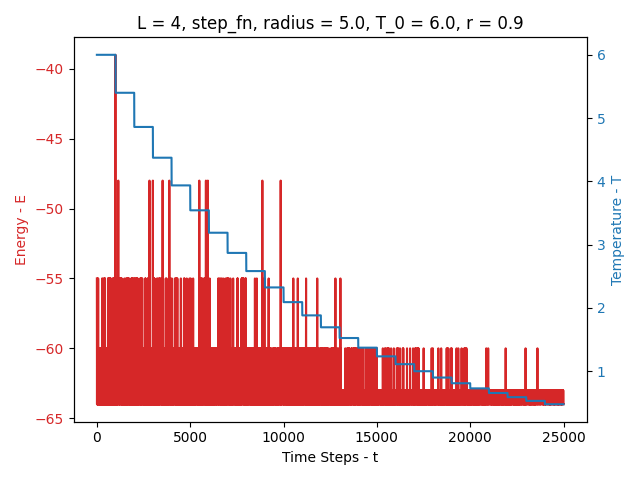 L = 4, step_fn, radius = 5.0, T_0 = 6.0, r = 0.9
−40
−45
−50
−55
−60
−65
Energy - E
6
5
4
3
2
1
Temperature - T
0 5000 10000 15000 20000 25000
Time Steps - t